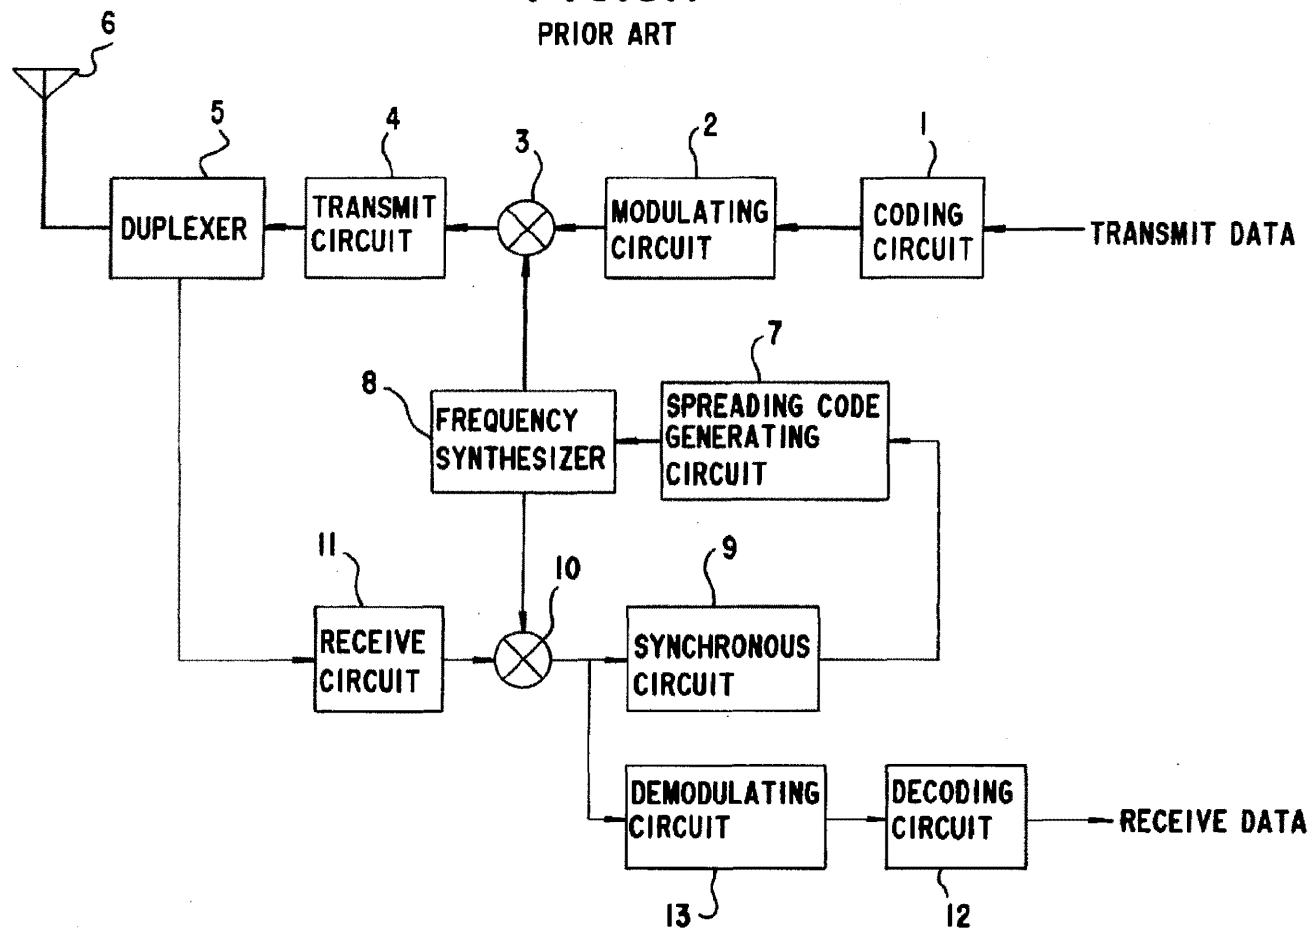 PRIOR ART
6
5
4
3
2
1
DUPLEXER
TRANSMIT
CIRCUIT
MODULATING
CIRCUIT
CODING
CIRCUIT
TRANSMIT DATA
8
7
FREQUENCY
SYNTHESIZER
SPREADING CODE
GENERATING
CIRCUIT
11
10
9
RECEIVE
CIRCUIT
SYNCHRONOUS
CIRCUIT
DEMODULATING
CIRCUIT
DECODING
CIRCUIT
RECEIVE DATA
13
12